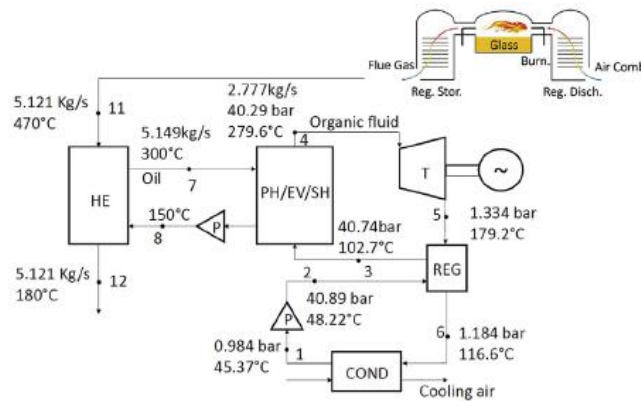 Flue Gas
Glass
Burn.
Air Comb
Reg. Stor.
Reg. Disch.
5.121 Kg/s
470°C
11
2.777kg/s
40.29 bar
279.6°C
4
Organic fluid
5.149kg/s
300°C
Oil
7
HE
PH/EV/SH
T
~
150°C
8
P
5
1.334 bar
179.2°C
40.74bar
102.7°C
REG
5.121 Kg/s
180°C
12
2
3
40.89 bar
48.22°C
P
6
1.184 bar
116.6°C
0.984 bar
45.37°C
1
COND
Cooling air